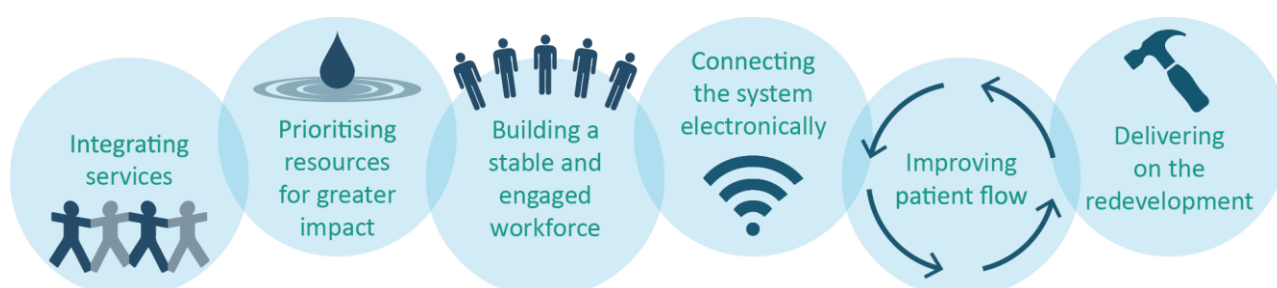 Integrating
services
Prioritising
resources
for greater
impact
Building a
stable and
engaged
workforce
Connecting
the system
electronically
Improving
patient flow
Delivering
on the
redevelopment